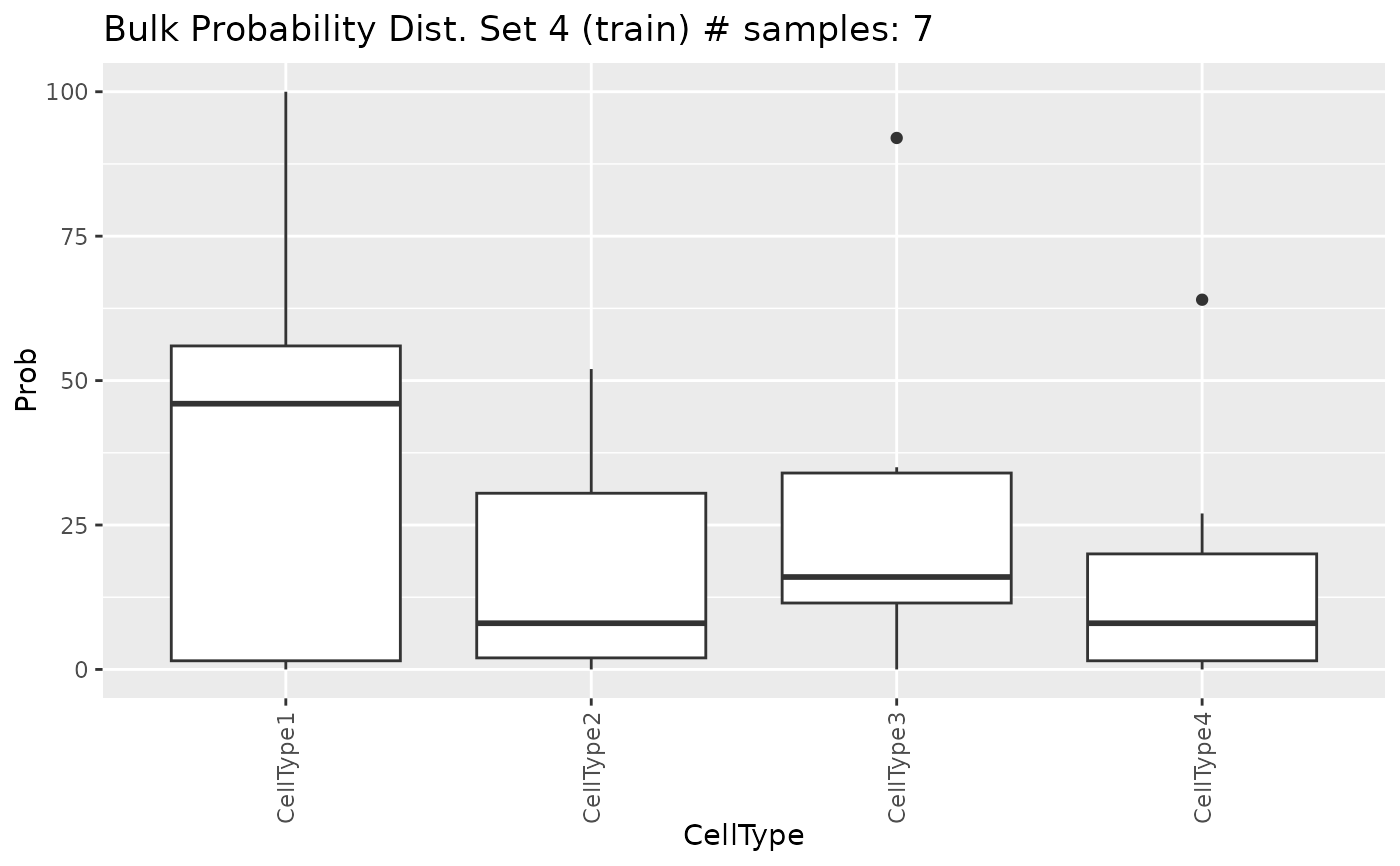 Bulk Probability Dist. Set 4 (train) # samples: 7
Prob
100
75
50
25
0
CellType1
CellType2
CellType3
CellType4
CellType